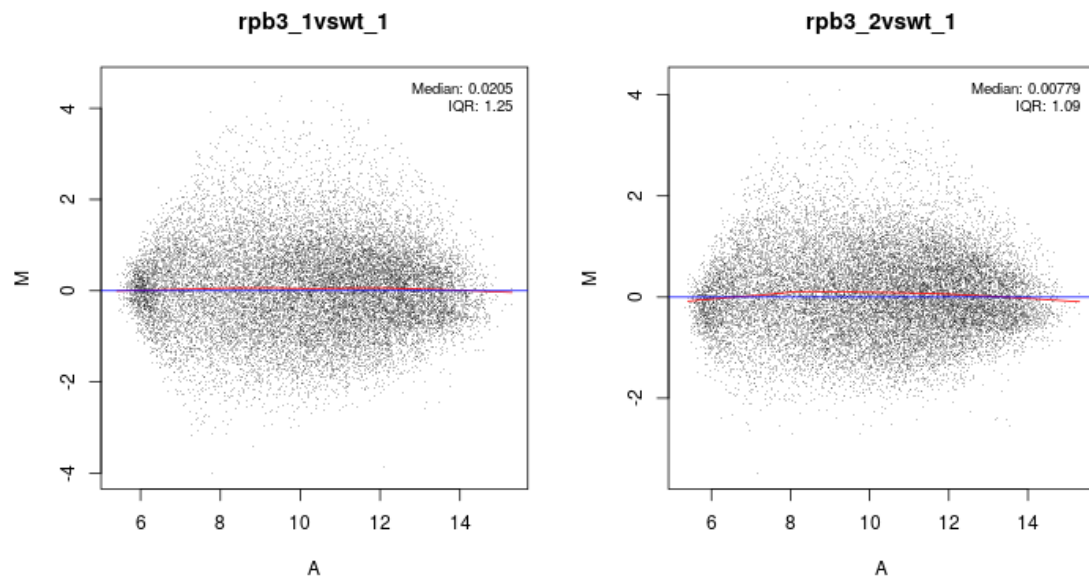 rpb3_1vswt_1
Median: 0.0205
IQR: 1.25
4
2
0
-2
-4
M
6 8 10 12 14
A
rpb3_2vswt_1
Median: 0.00779
IQR: 1.09
4
2
0
-2
M
6 8 10 12 14
A